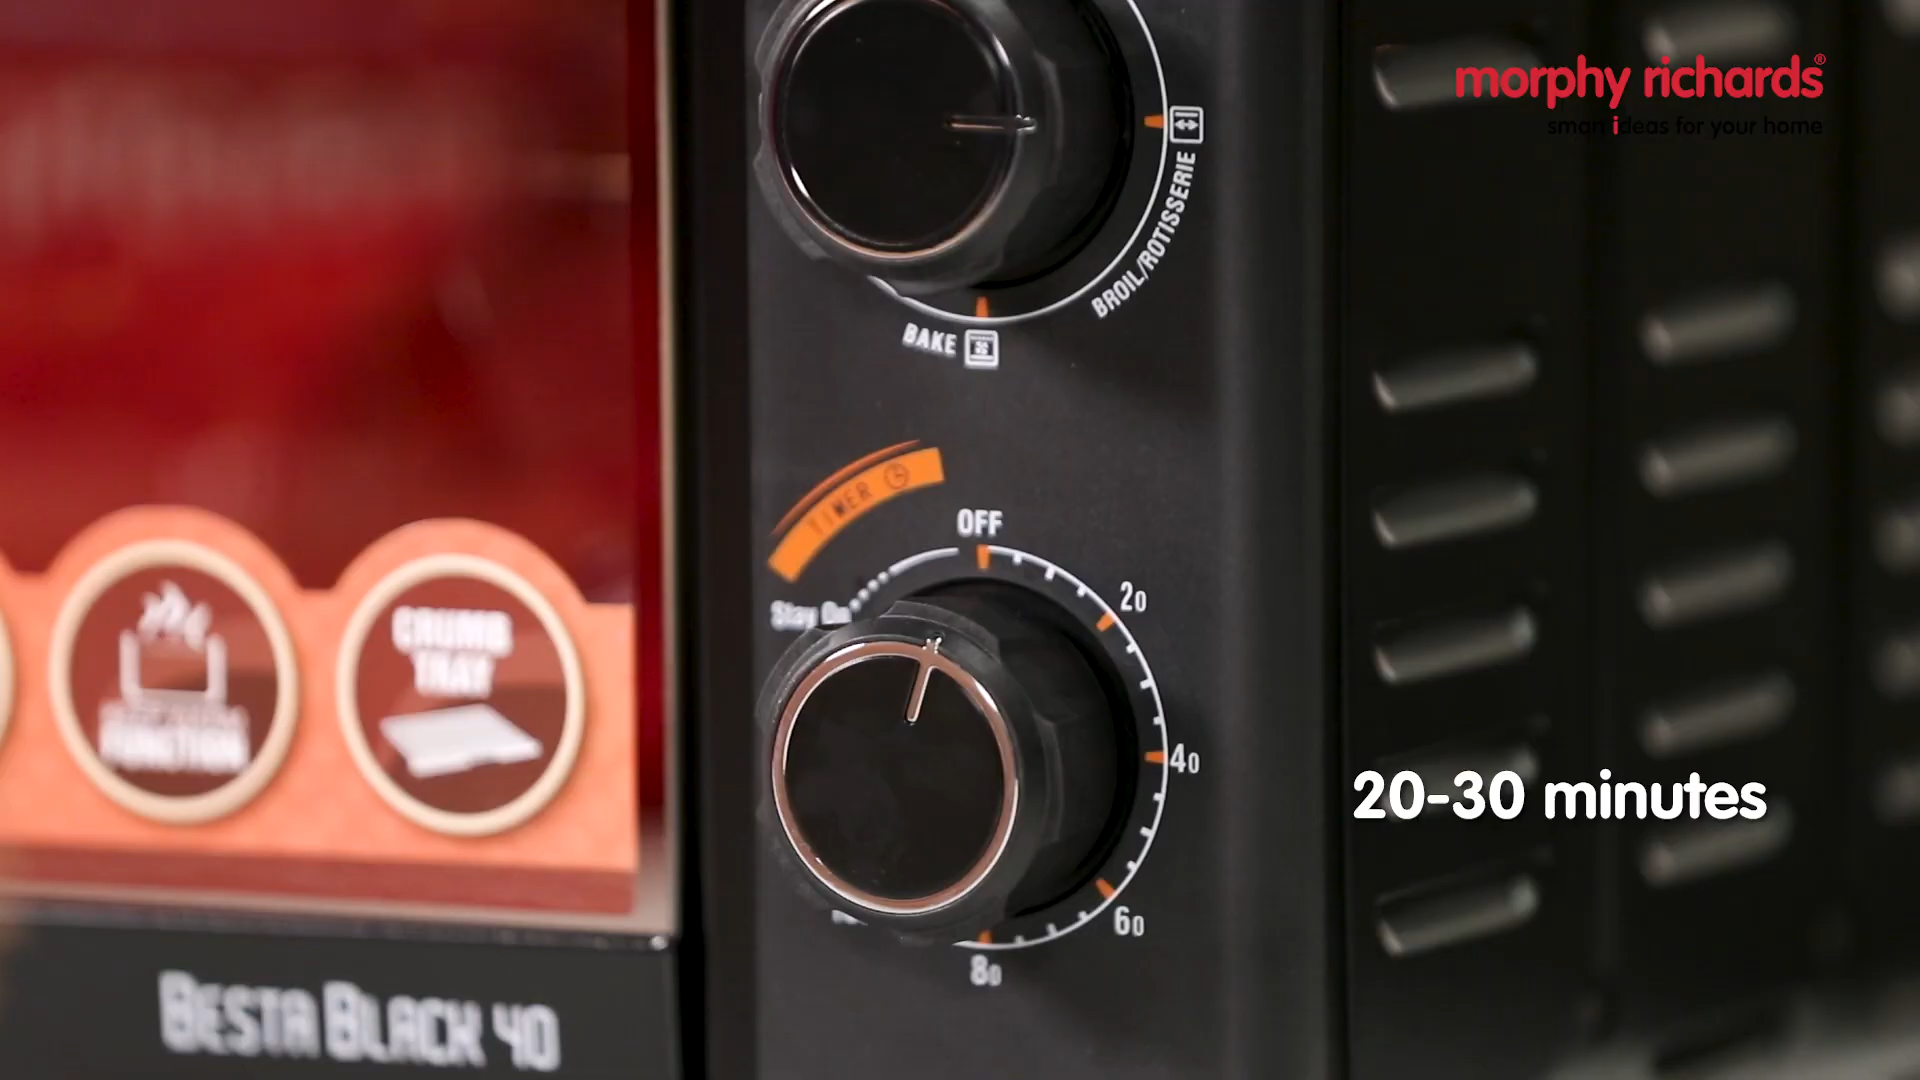 morphy richards®
smart ideas for your home
BROIL/ROTISSERIE
BAKE
TIMER
OFF
Stay On
20
40
60
80
20-30 minutes
CRUMB
TRAY
FUNCTION
BESTA BLACK 40